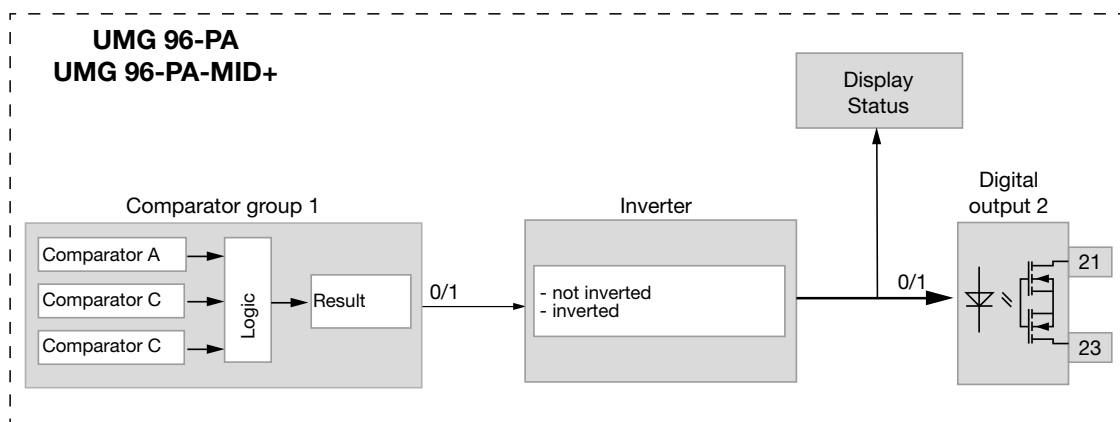 UMG 96-PA
UMG 96-PA-MID+
Display
Status
Digital
output 2
Comparator group 1
Inverter
Comparator A
Comparator C
Comparator C
Logic
Result
0/1
- not inverted
- inverted
0/1
21
23